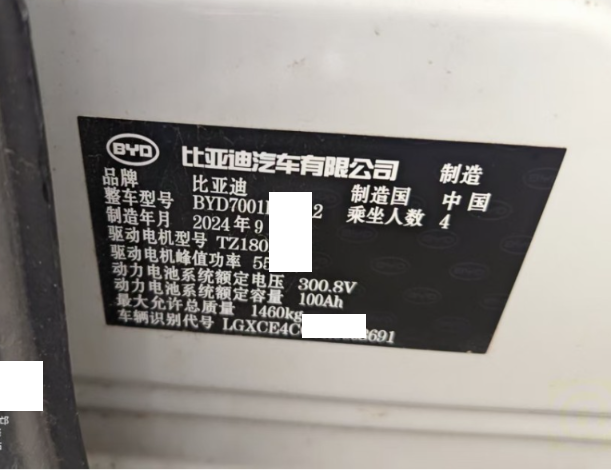 BYD 比亚迪汽车有限公司 制造
品牌 比亚迪 制造国 中国
整车型号 BYD7001 2 乘坐人数 4
制造年月 2024年9
驱动电机型号 TZ180
驱动电机峰值功率 55
动力电池系统额定电压 300.8V
动力电池系统额定容量 100Ah
最大允许总质量 1460kg
车辆识别代号 LGXCE4C 691